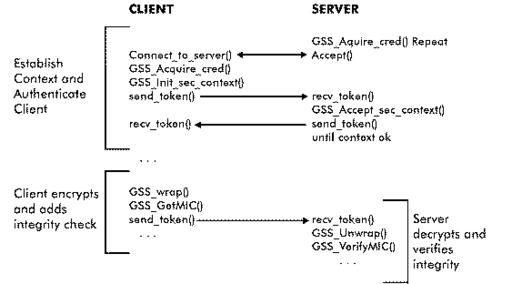 CLIENT SERVER
GSS_Aquire_cred() Repeat
Connect_to_server() Accept()
GSS_Acquire_cred()
GSS_Init_sec_context()
send_token() recv_token()
GSS_Accept_sec_context()
recv_token() send_token()
until context ok
. . .
Establish
Context and
Authenticate
Client
GSS_wrap()
GSS_GetMIC()
send_token() recv_token()
. . . GSS_Unwrap()
GSS_VerifyMIC()
. . .
Client encrypts
and adds
integrity check
Server
decrypts and
verifies
integrity